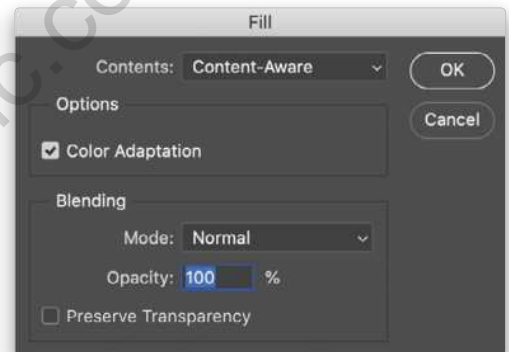 Fill
Contents: Content-Aware
OK
Cancel
Options
Color Adaptation
Blending
Mode: Normal
Opacity: 100 %
Preserve Transparency